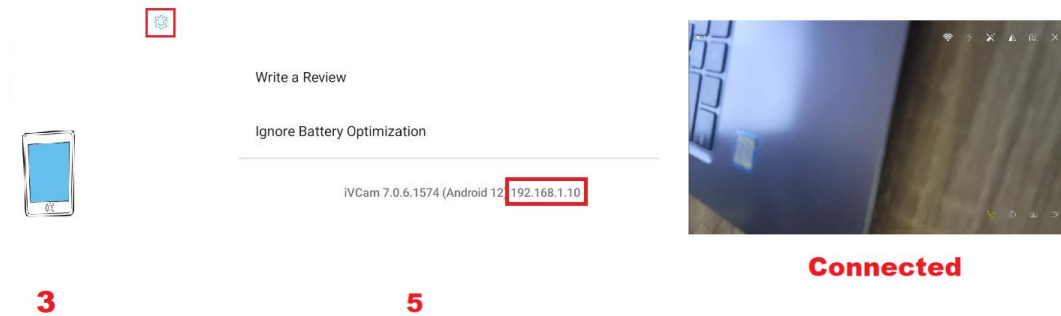 Write a Review
Ignore Battery Optimization
iVCam 7.0.6.1574 (Android 12) 192.168.1.10
Connected
3
5